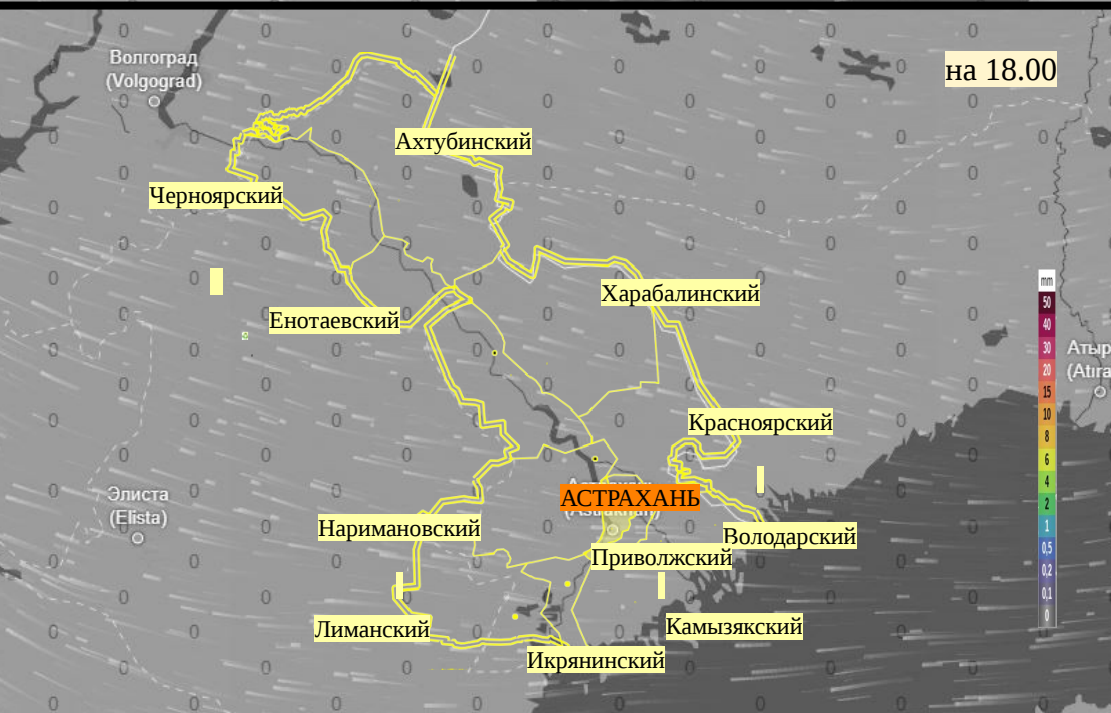 Волгоград
(Volgograd)
на 18.00
Ахтубинский
Черноярский
Харабалинский
Енотаевский
mm
50
40
30
20
15
10
8
6
4
2
1
0,5
0,2
0,1
0
Атыр
(Atıra
Красноярский
Элиста
(Elista)
АСТРАХАНЬ
(Astrakhan)
Наримановский
Володарский
Приволжский
Лиманский
Камызякский
Икрянинский